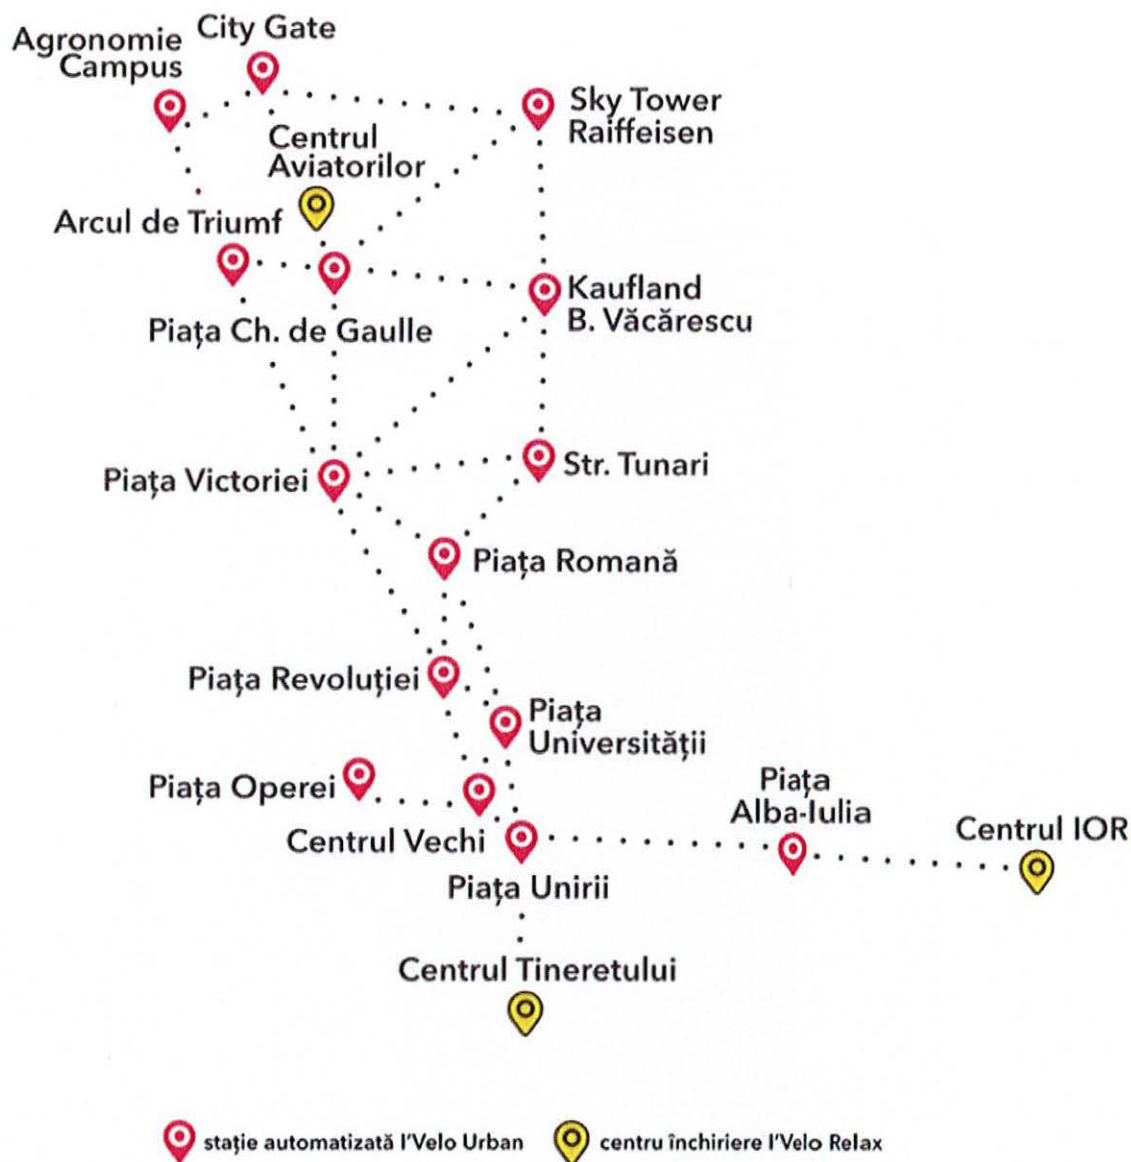 City Gate
Agronomie
Campus
Sky Tower
Raiffeisen
Centrul
Aviatorilor
Arcul de Triumf
Kaufland
B. Văcărescu
Piața Ch. de Gaulle
Piața Victoriei
Str. Tunari
Piața Romană
Piața Revoluției
Piața
Universității
Piața Operei
Piața
Alba-Iulia
Centrul Vechi
Centrul IOR
Piața Unirii
Centrul Tineretului
stație automatizată l'Velo Urban
centru închiriere l'Velo Relax